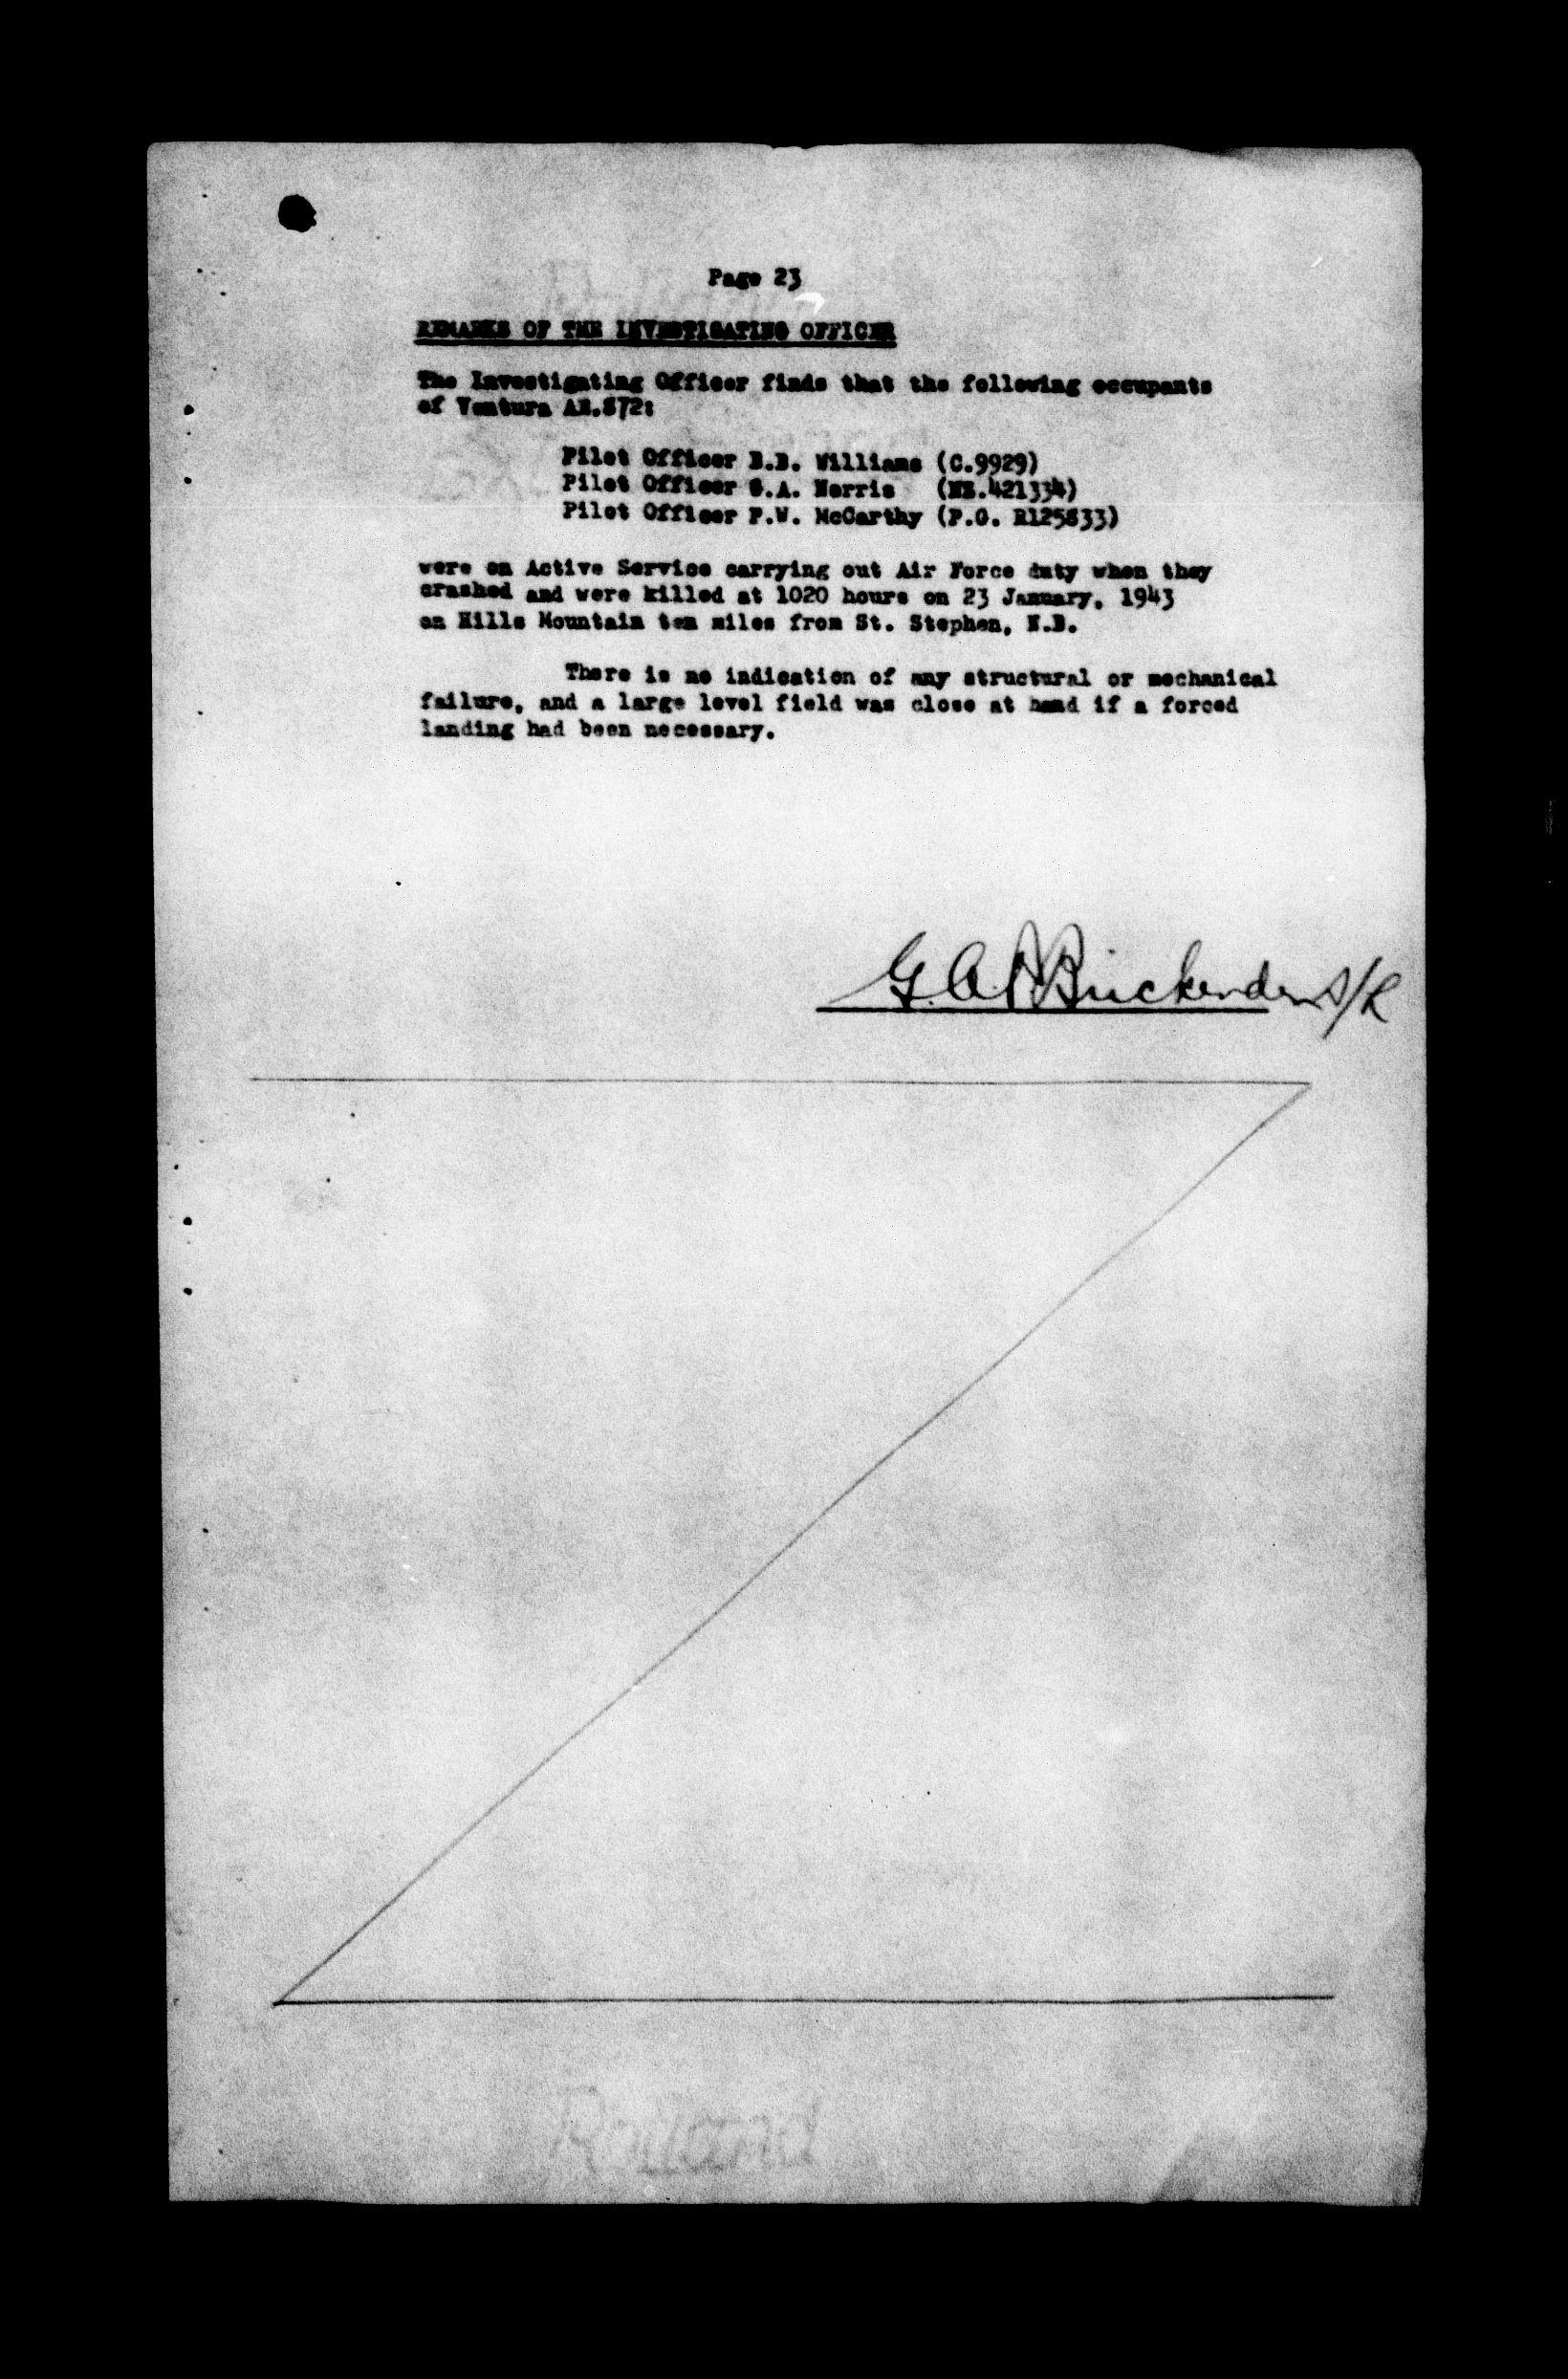 Page 23
REMARKS OF THE INVESTIGATING OFFICER
The Investigating Officer finds that the following occupants
of Ventura AE.872:
Pilot Officer B.B. Williams (C.9929)
Pilot Officer G.A. Norris (NZ.421334)
Pilot Officer P.W. McCarthy (P.O. R125833)
were on Active Service carrying out Air Force duty when they
crashed and were killed at 1020 hours on 23 January, 1943
on Hills Mountain ten miles from St. Stephen, N.B.
There is no indication of any structural or mechanical
failure, and a large level field was close at hand if a forced
landing had been necessary.
G.A. Brickenden S/L
Rolland